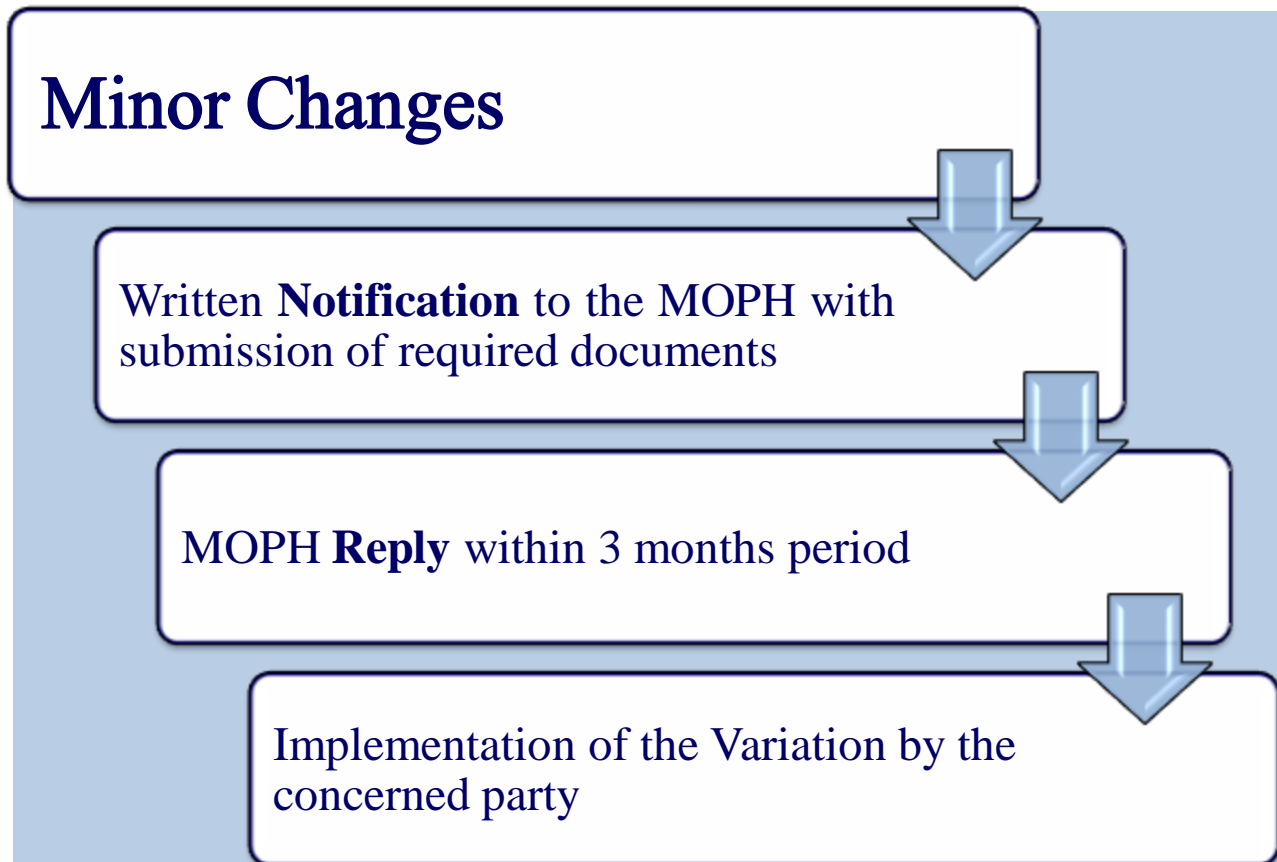 Minor Changes
Written Notification to the MOPH with
submission of required documents
MOPH Reply within 3 months period
Implementation of the Variation by the
concerned party